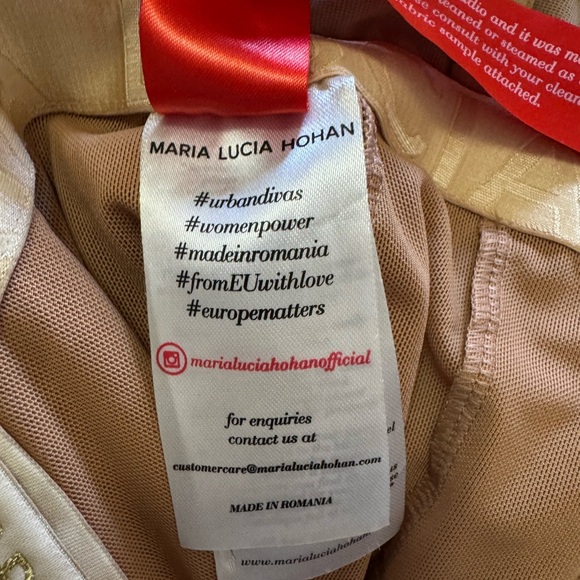 MARIA LUCIA HOHAN
#urbandivas
#womenpower
#madeinromania
#fromEUwithlove
#europematters
marialuciahohanofficial
for enquiries
contact us at
customercare@marialuciahohan.com
MADE IN ROMANIA
www.marialuciahohan
and it was
cleaned or steamed as
consult with your clean
fabric sample attached.